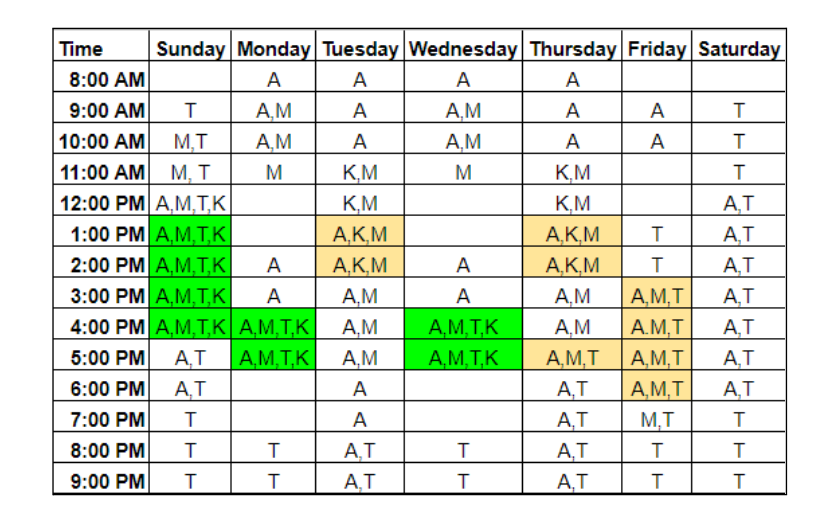 Time Sunday Monday Tuesday Wednesday Thursday Friday Saturday
8:00 AM A A A A
9:00 AM T A,M A A,M A A T
10:00 AM M,T A,M A A,M A A T
11:00 AM M, T M K,M M K,M T
12:00 PM A,M,T,K K,M K,M A,T
1:00 PM A,M,T,K A,K,M A,K,M T A,T
2:00 PM A,M,T,K A A,K,M A A,K,M T A,T
3:00 PM A,M,T,K A A,M A A,M A,M,T A,T
4:00 PM A,M,T,K A,M,T,K A,M A,M,T,K A,M A.M,T A,T
5:00 PM A,T A,M,T,K A,M A,M,T,K A,M,T A,M,T A,T
6:00 PM A,T A A,T A,M,T A,T
7:00 PM T A A,T M,T T
8:00 PM T T A,T T A,T T T
9:00 PM T T A,T T A,T T T